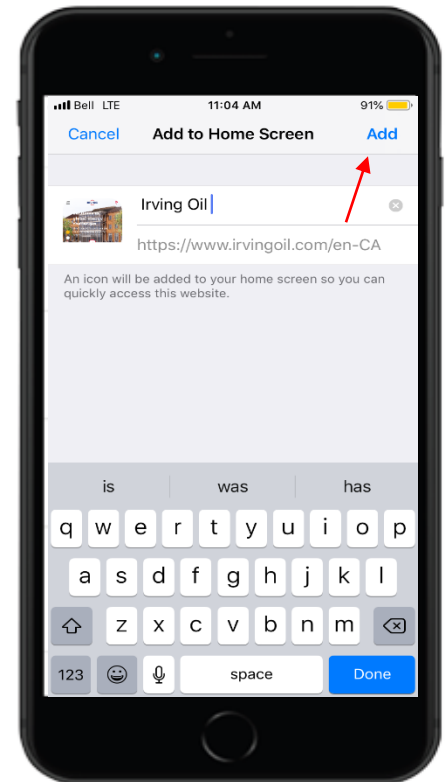 Bell LTE 11:04 AM 91%
Cancel Add to Home Screen Add
Irving Oil
https://www.irvingoil.com/en-CA
An icon will be added to your home screen so you can
quickly access this website.
is was has
q w e r t y u i o p
a s d f g h j k l
z x c v b n m
123 space Done